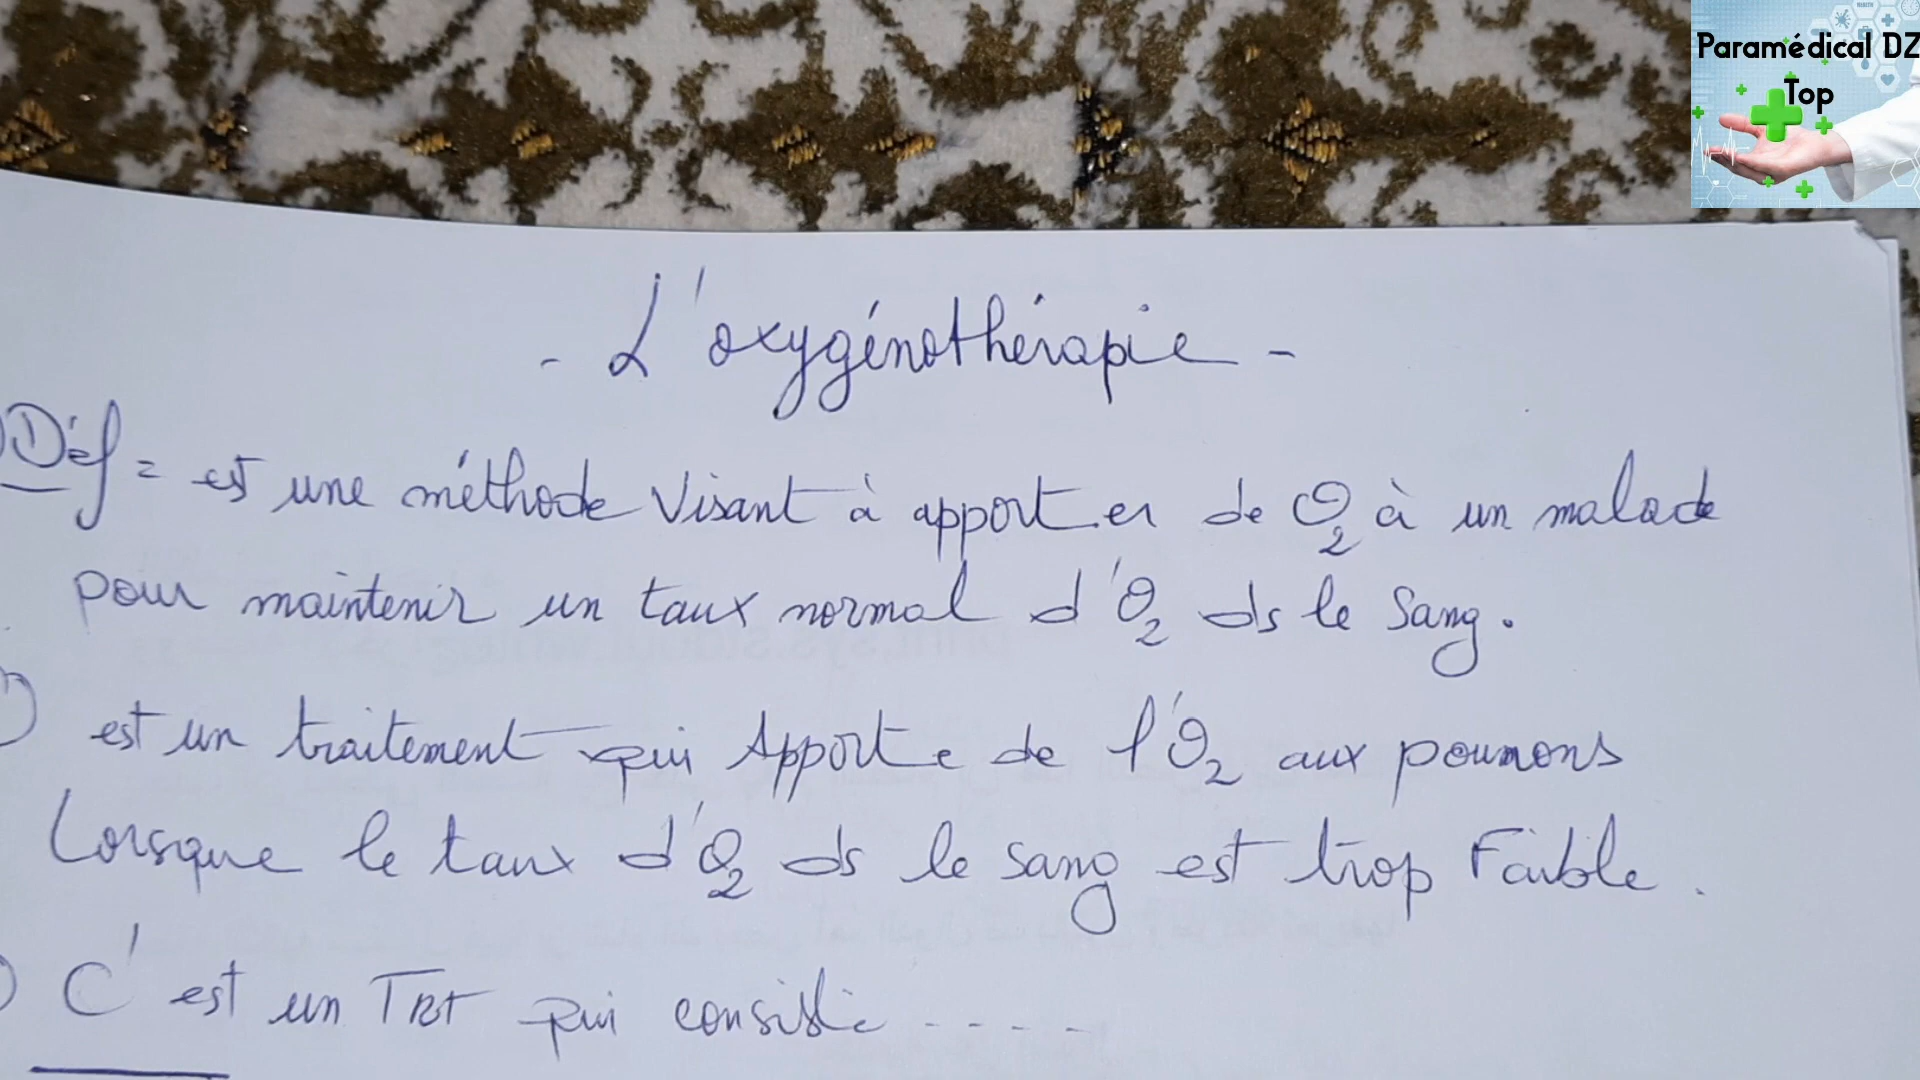 Paramédical DZ
Top
- L'oxygénothérapie -
Déf = est une méthode visant à apporter de O2 à un malade
pour maintenir un taux normal d'O2 ds le sang.
est un traitement qui Apporte de l'O2 aux poumons
Lorsque le taux d'O2 ds le sang est trop Faible.
C'est un TRT qui consiste ----